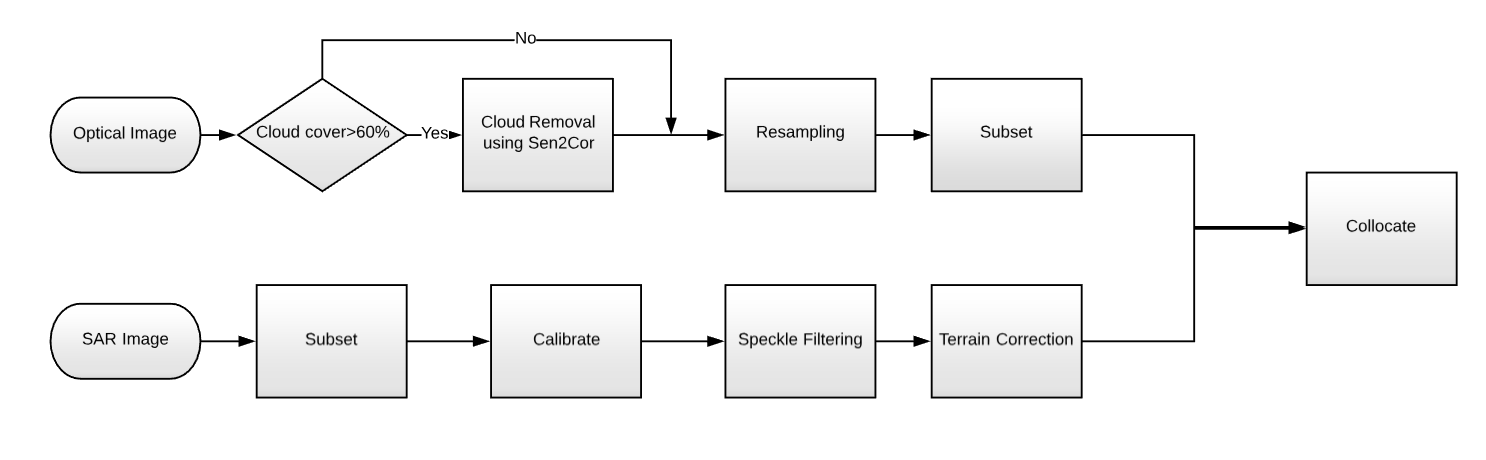 No
Optical Image
Cloud cover>60%
Yes
Cloud Removal
using Sen2Cor
Resampling
Subset
Collocate
SAR Image
Subset
Calibrate
Speckle Filtering
Terrain Correction